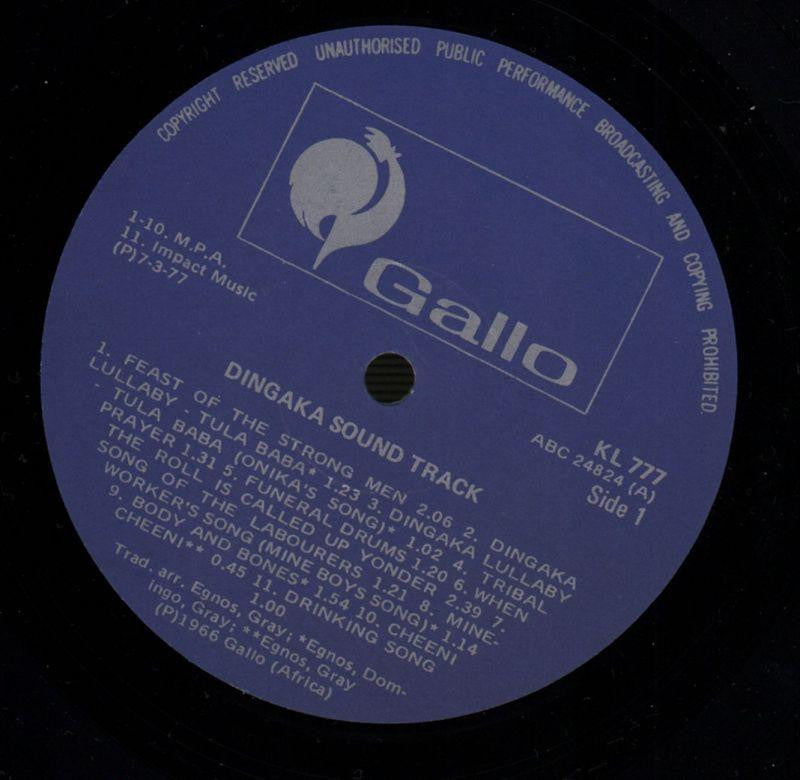 COPYRIGHT RESERVED UNAUTHORISED PUBLIC PERFORMANCE BROADCASTING AND COPYING PROHIBITED.
Gallo
1-10. M.P.A.
11. Impact Music
(P)7-3-77
KL 777
ABC 24824 (A)
Side 1
DINGAKA SOUND TRACK
1. FEAST OF THE STRONG MEN 2.06 2. DINGAKA
LULLABY - TULA BABA* 1.23 3. DINGAKA LULLABY
- TULA BABA (ONIKA'S SONG)* 1.02 4. TRIBAL
PRAYER 1.31 5. FUNERAL DRUMS 1.20 6. WHEN
THE ROLL IS CALLED UP YONDER 2.39 7.
SONG OF THE LABOURERS 1.21 8. MINE-
WORKER'S SONG (MINE BOYS SONG)* 1.14
9. BODY AND BONES* 1.54 10. CHEENI
CHEENI** 0.45 11. DRINKING SONG
1.00
Trad. arr. Egnos, Gray; *Egnos, Dom-
ingo, Gray; **Egnos, Gray
(P)1966 Gallo (Africa)